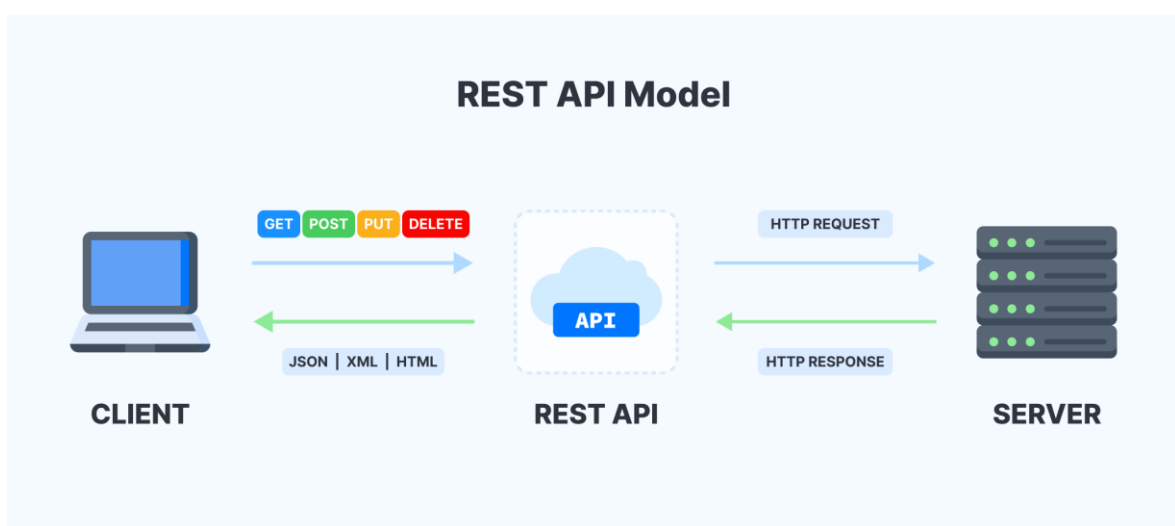 REST API Model
GET POST PUT DELETE
HTTP REQUEST
API
JSON | XML | HTML
HTTP RESPONSE
CLIENT
REST API
SERVER